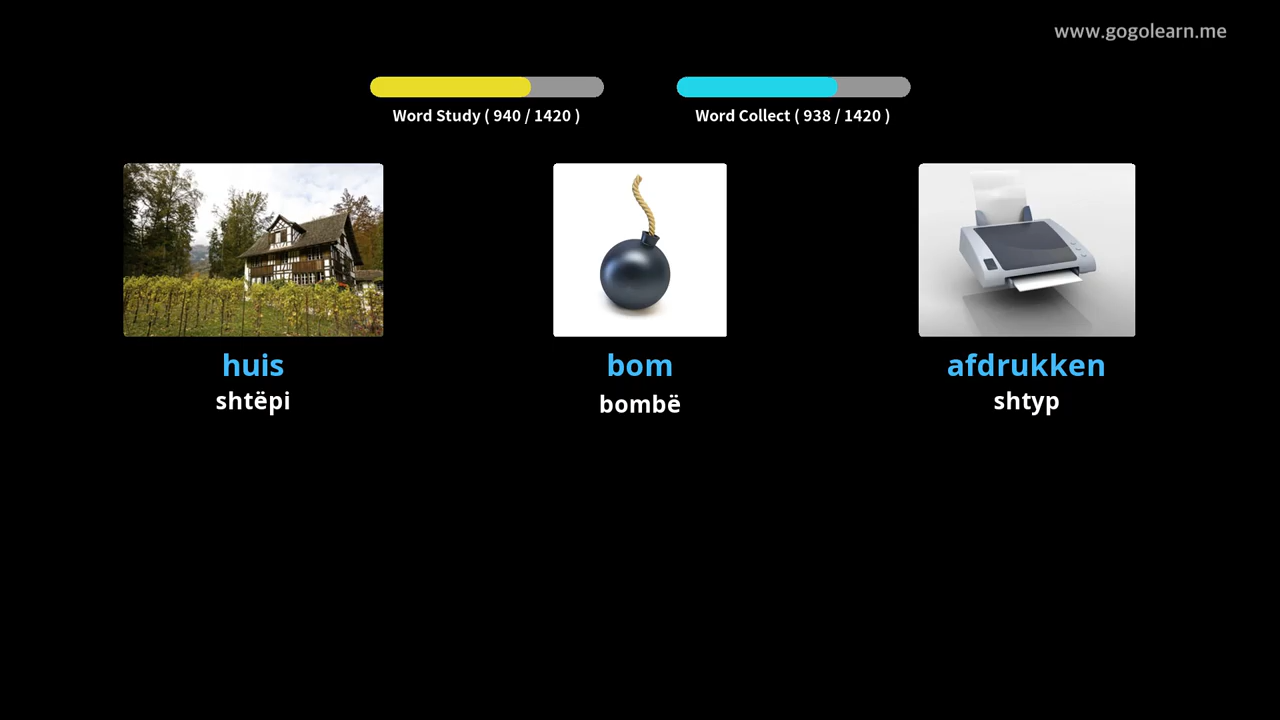 www.gogolearn.me
Word Study ( 940 / 1420 )
Word Collect ( 938 / 1420 )
huis
shtëpi
bom
bombë
afdrukken
shtyp